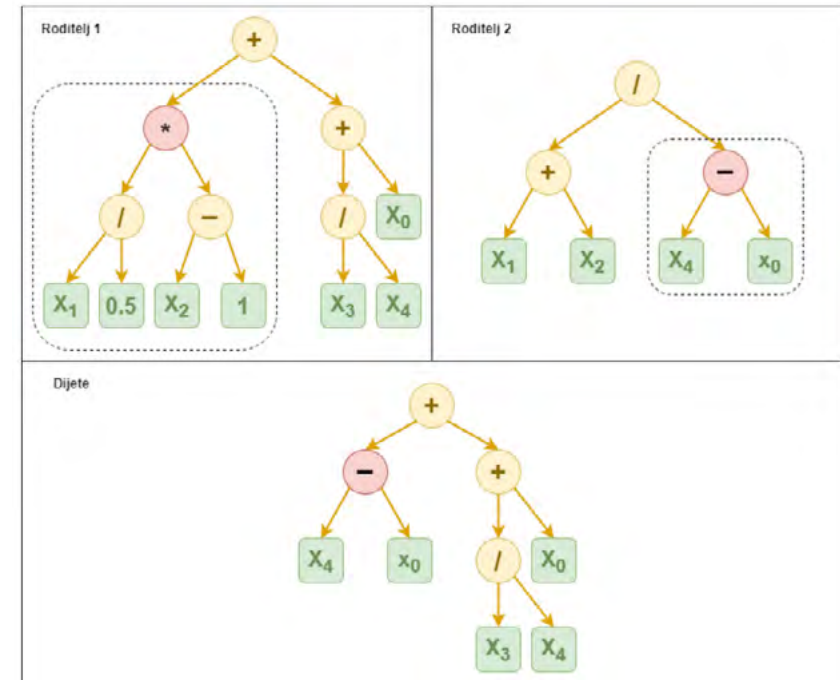 Roditelj 1
+
*
+
/
−
/
X₀
X₁
0.5
X₂
1
X₃
X₄
Roditelj 2
/
+
−
X₁
X₂
X₄
x₀
Dijete
+
−
+
X₄
x₀
/
X₀
X₃
X₄